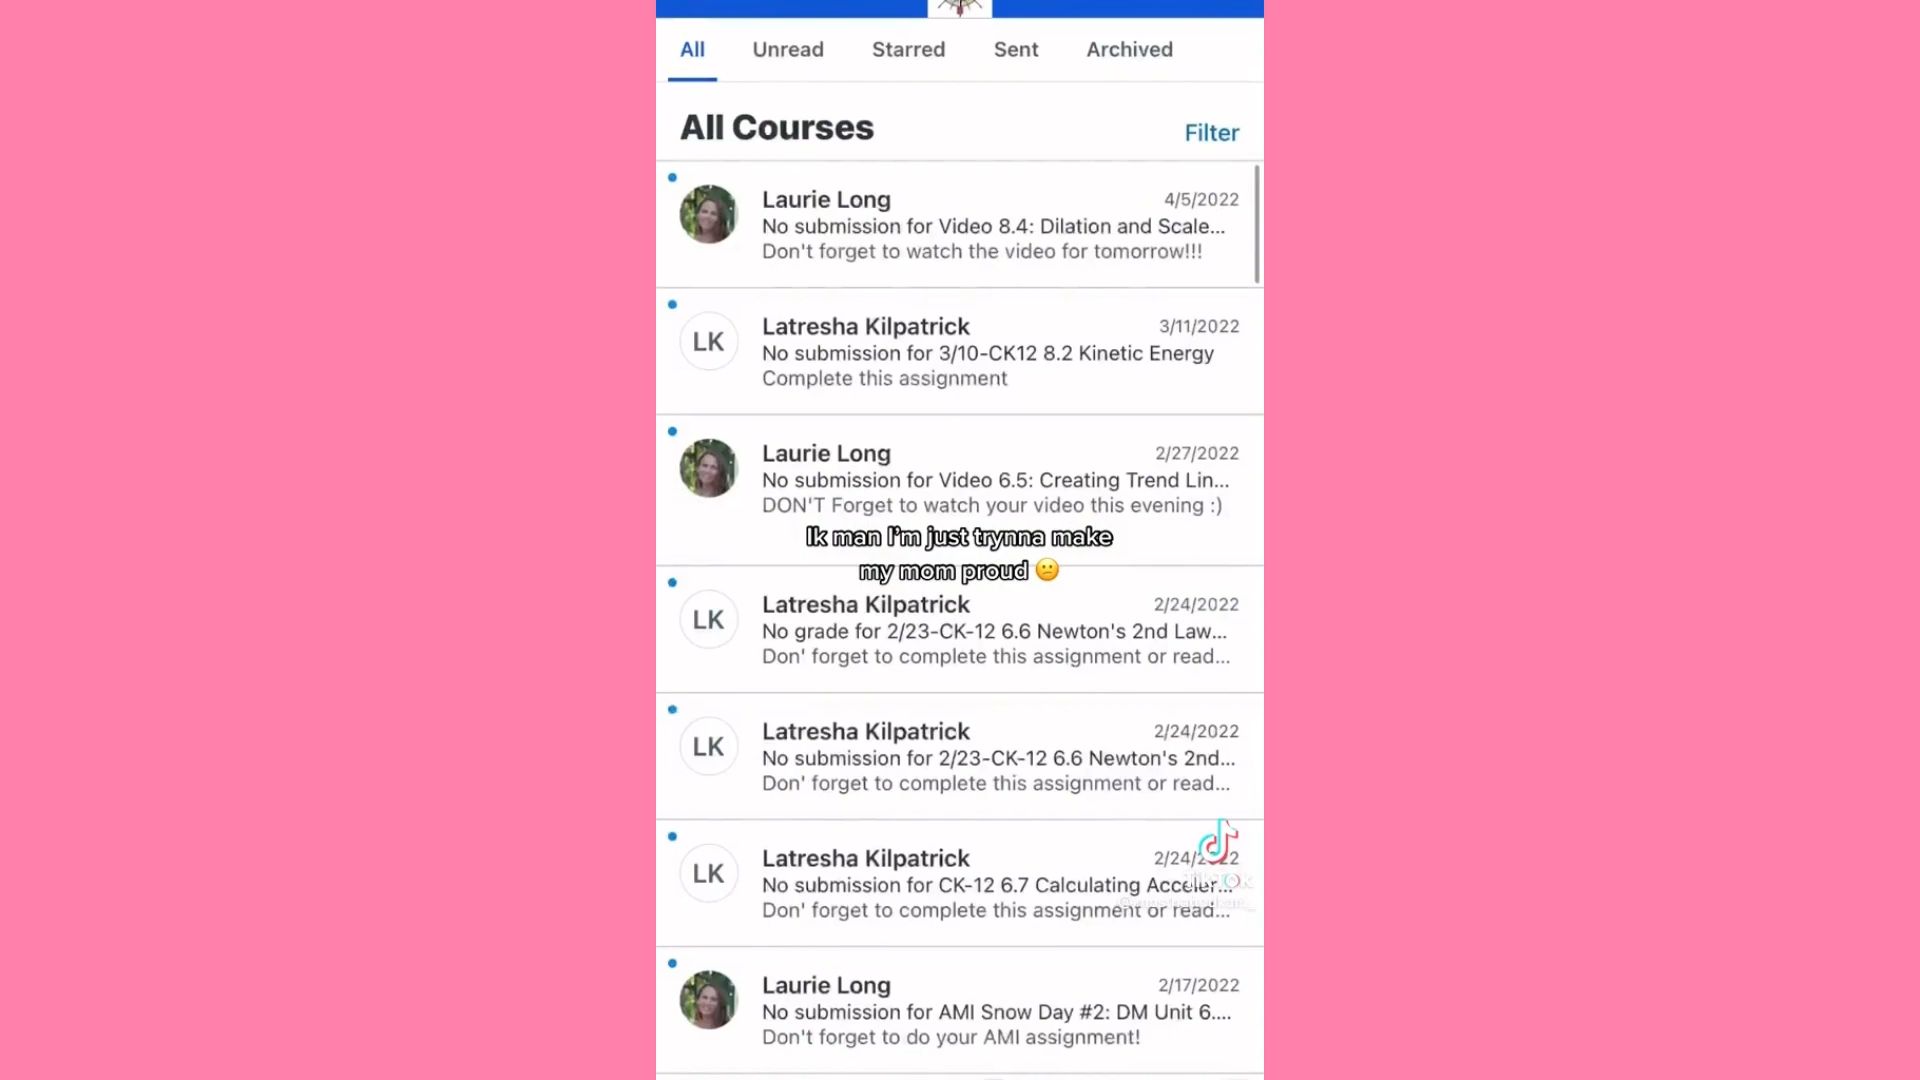 All Unread Starred Sent Archived
All Courses
Filter
Laurie Long 4/5/2022
No submission for Video 8.4: Dilation and Scale...
Don't forget to watch the video for tomorrow!!!
LK
Latresha Kilpatrick 3/11/2022
No submission for 3/10-CK12 8.2 Kinetic Energy
Complete this assignment
Laurie Long 2/27/2022
No submission for Video 6.5: Creating Trend Lin...
DON'T Forget to watch your video this evening :)
Ik man I'm just trynna make
my mom proud 😕
LK
Latresha Kilpatrick 2/24/2022
No grade for 2/23-CK-12 6.6 Newton's 2nd Law...
Don' forget to complete this assignment or read...
LK
Latresha Kilpatrick 2/24/2022
No submission for 2/23-CK-12 6.6 Newton's 2nd...
Don' forget to complete this assignment or read...
LK
Latresha Kilpatrick 2/24/2022
No submission for CK-12 6.7 Calculating Acceler...
Don' forget to complete this assignment or read...
TikTok
Laurie Long 2/17/2022
No submission for AMI Snow Day #2: DM Unit 6....
Don't forget to do your AMI assignment!